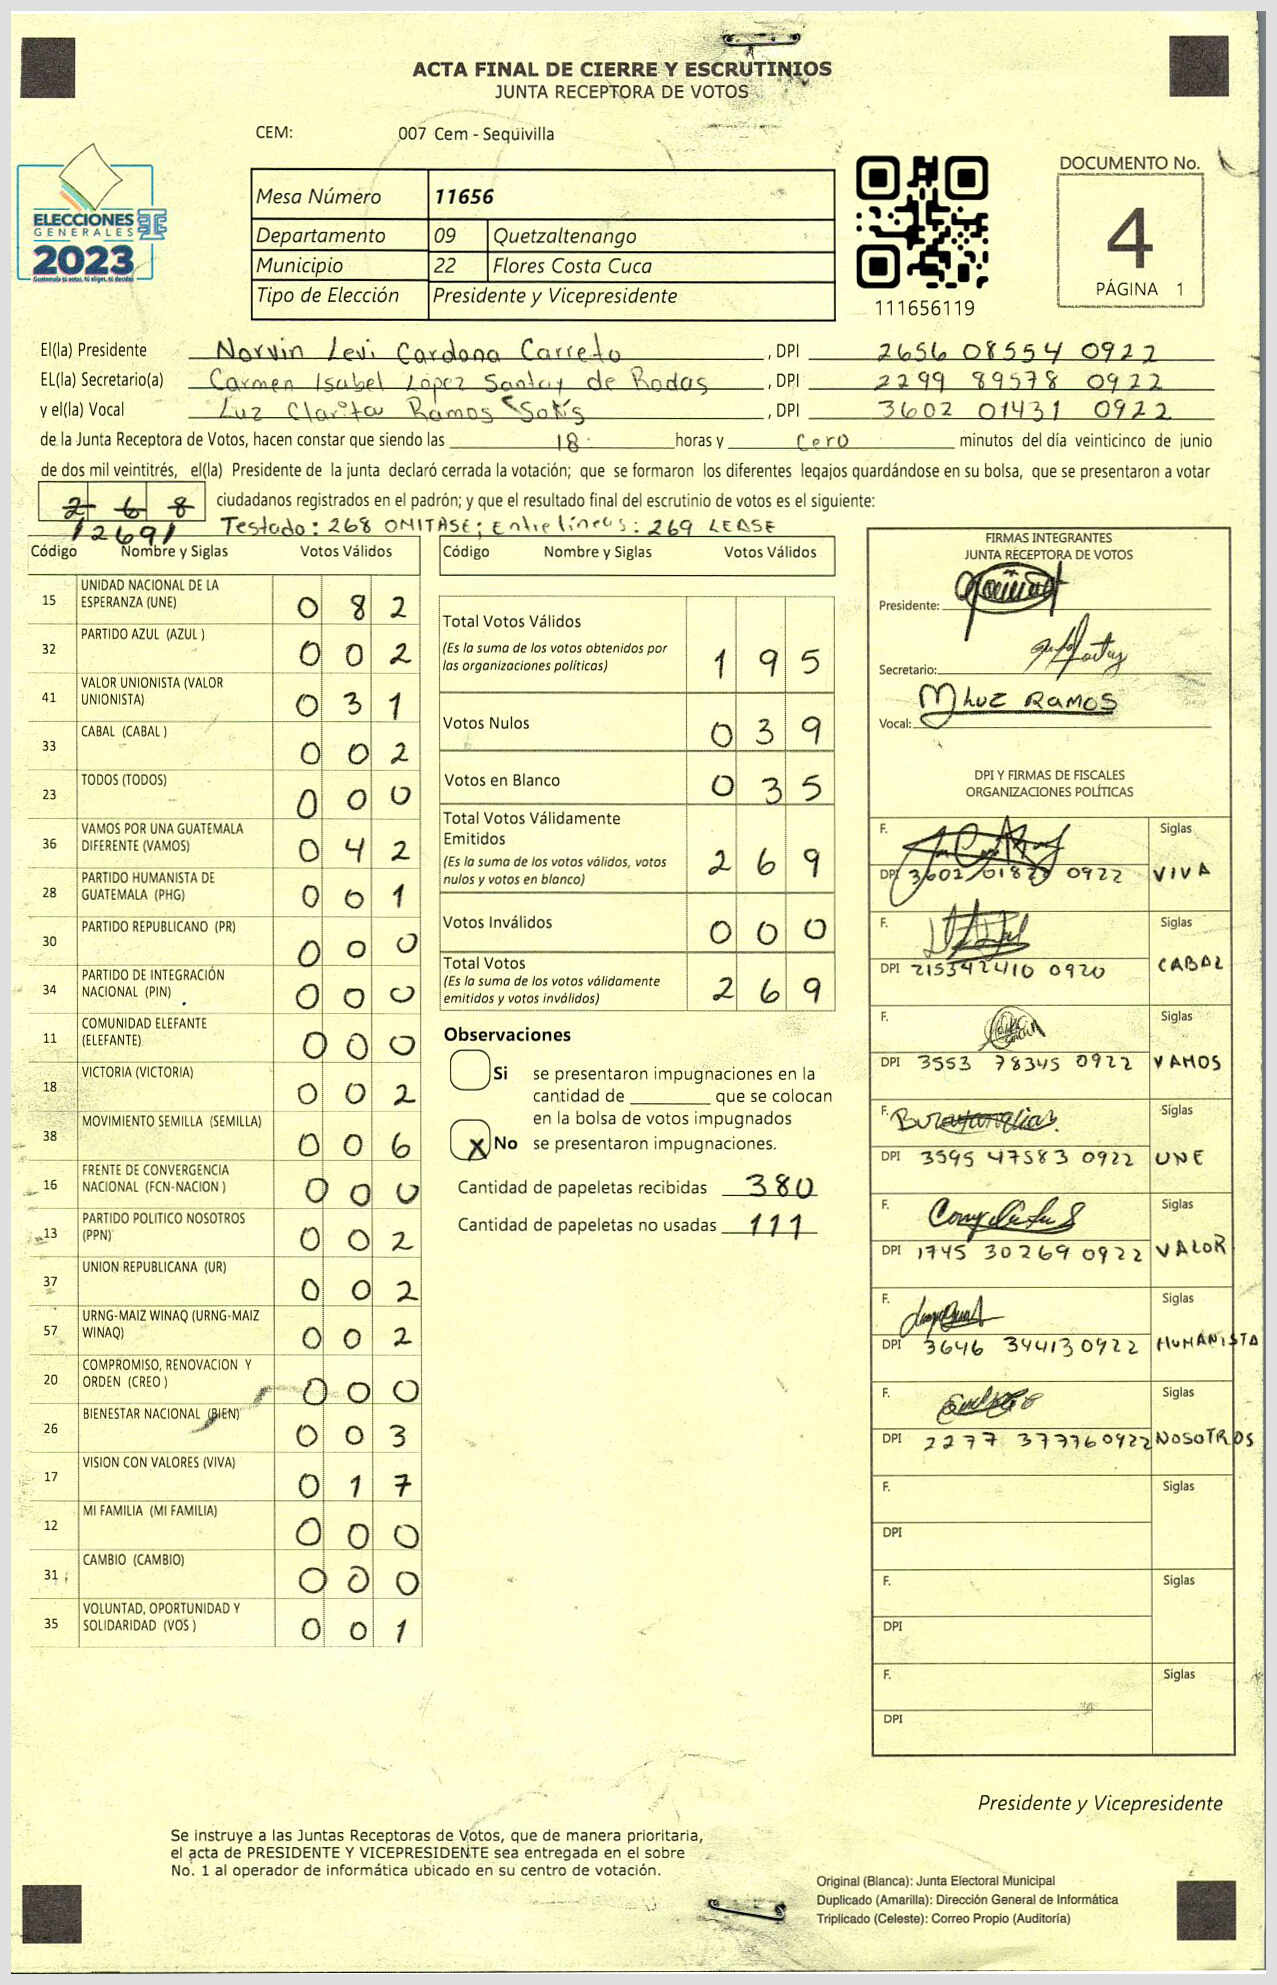 ACTA FINAL DE CIERRE Y ESCRUTINIOS
JUNTA RECEPTORA DE VOTOS
CEM: 007 Cem - Sequivilla
ELECCIONES
GENERALES
2023
Mesa Número 11656
Departamento 09 Quetzaltenango
Municipio 22 Flores Costa Cuca
Tipo de Elección Presidente y Vicepresidente
111656119
DOCUMENTO No.
4
PÁGINA 1
El(la) Presidente Norvin Levi Cardona Carreto , DPI 2656 08554 0922
EL(la) Secretario(a) Carmen Isabel López Santay de Rodas , DPI 2299 89578 0922
y el(la) Vocal Luz Clarita Ramos , DPI 3602 01431 0922
de la Junta Receptora de Votos, hacen constar que siendo las 18 horas y cero minutos del día veinticinco de junio
de dos mil veintitrés, el(la) Presidente de la junta declaró cerrada la votación; que se formaron los diferentes legajos guardándose en su bolsa, que se presentaron a votar
2 6 8 ciudadanos registrados en el padrón; y que el resultado final del escrutinio de votos es el siguiente:
/269/ Testado: 268 OMITASE; Entre líneas: 269 LEASE
Código Nombre y Siglas Votos Válidos
15 UNIDAD NACIONAL DE LA ESPERANZA (UNE) 0 8 2
32 PARTIDO AZUL (AZUL ) 0 0 2
41 VALOR UNIONISTA (VALOR UNIONISTA) 0 3 1
33 CABAL (CABAL ) 0 0 2
23 TODOS (TODOS) 0 0 0
36 VAMOS POR UNA GUATEMALA DIFERENTE (VAMOS) 0 4 2
28 PARTIDO HUMANISTA DE GUATEMALA (PHG) 0 0 1
30 PARTIDO REPUBLICANO (PR) 0 0 0
34 PARTIDO DE INTEGRACIÓN NACIONAL (PIN) 0 0 0
11 COMUNIDAD ELEFANTE (ELEFANTE) 0 0 0
18 VICTORIA (VICTORIA) 0 0 2
38 MOVIMIENTO SEMILLA (SEMILLA) 0 0 6
16 FRENTE DE CONVERGENCIA NACIONAL (FCN-NACION ) 0 0 0
13 PARTIDO POLITICO NOSOTROS (PPN) 0 0 2
37 UNION REPUBLICANA (UR) 0 0 2
57 URNG-MAIZ WINAQ (URNG-MAIZ WINAQ) 0 0 2
20 COMPROMISO, RENOVACION Y ORDEN (CREO ) 0 0 0
26 BIENESTAR NACIONAL (BIEN) 0 0 3
17 VISION CON VALORES (VIVA) 0 1 7
12 MI FAMILIA (MI FAMILIA) 0 0 0
31 CAMBIO (CAMBIO) 0 0 0
35 VOLUNTAD, OPORTUNIDAD Y SOLIDARIDAD (VOS ) 0 0 1
Código Nombre y Siglas Votos Válidos
Total Votos Válidos
(Es la suma de los votos obtenidos por
las organizaciones políticas) 1 9 5
Votos Nulos 0 3 9
Votos en Blanco 0 3 5
Total Votos Válidamente
Emitidos
(Es la suma de los votos válidos, votos
nulos y votos en blanco) 2 6 9
Votos Inválidos 0 0 0
Total Votos
(Es la suma de los votos válidamente
emitidos y votos inválidos) 2 6 9
Observaciones
Si se presentaron impugnaciones en la
cantidad de ________ que se colocan
en la bolsa de votos impugnados
X No se presentaron impugnaciones.
Cantidad de papeletas recibidas 380
Cantidad de papeletas no usadas 111
FIRMAS INTEGRANTES
JUNTA RECEPTORA DE VOTOS
Presidente:
Secretario:
Luz Ramos
Vocal:
DPI Y FIRMAS DE FISCALES
ORGANIZACIONES POLÍTICAS
F. Siglas
DPI 0922 VIVA
F. Siglas
DPI 215342410 0920 CABAL
F. Siglas
DPI 3553 78345 0922 VAMOS
F. Siglas
DPI 3595 47583 0922 UNE
F. Siglas
DPI 1745 30269 0922 VALOR
F. Siglas
DPI 3646 34413 0922 HUMANISTA
F. Siglas
DPI 2277 37776 0922 NOSOTROS
F. Siglas
DPI
F. Siglas
DPI
F. Siglas
DPI
Presidente y Vicepresidente
Se instruye a las Juntas Receptoras de Votos, que de manera prioritaria,
el acta de PRESIDENTE Y VICEPRESIDENTE sea entregada en el sobre
No. 1 al operador de informática ubicado en su centro de votación.
Original (Blanca): Junta Electoral Municipal
Duplicado (Amarilla): Dirección General de Informática
Triplicado (Celeste): Correo Propio (Auditoría)